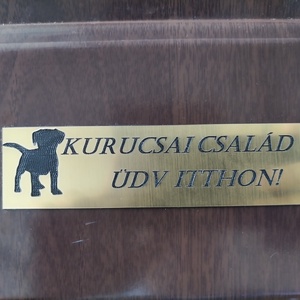 KURUCSAI CSALÁD
ÜDV ITTHON!